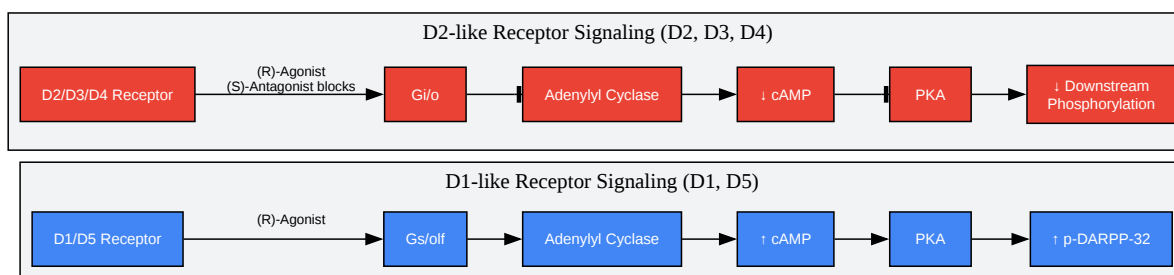 D2-like Receptor Signaling (D2, D3, D4)
(R)-Agonist
(S)-Antagonist blocks
D2/D3/D4 Receptor
Gi/o
Adenylyl Cyclase
↓ cAMP
PKA
↓ Downstream
Phosphorylation
D1-like Receptor Signaling (D1, D5)
(R)-Agonist
D1/D5 Receptor
Gs/olf
Adenylyl Cyclase
↑ cAMP
PKA
↑ p-DARPP-32